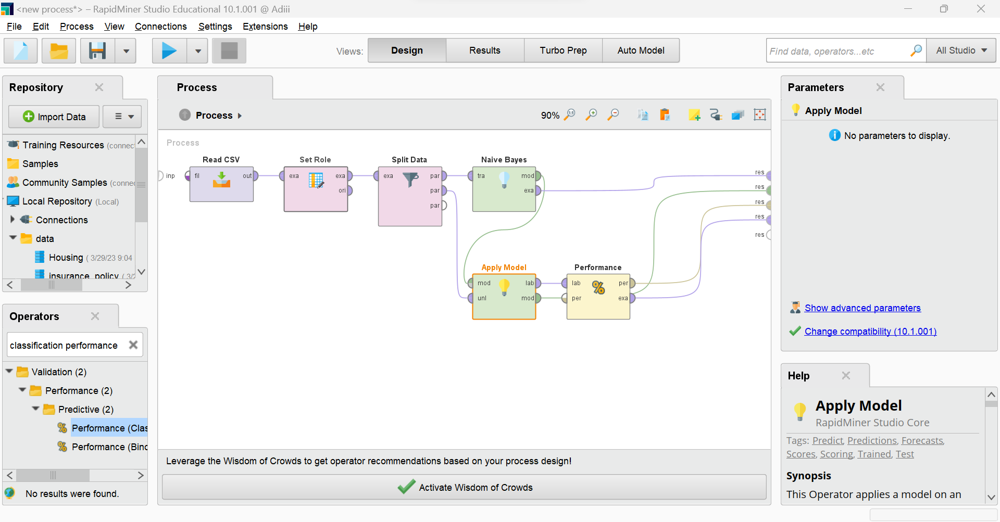 <new process*> – RapidMiner Studio Educational 10.1.001 @ Adiii
File Edit Process View Connections Settings Extensions Help
Views: Design Results Turbo Prep Auto Model
Find data, operators...etc
All Studio
Repository
Import Data
Training Resources (connec
Samples
Community Samples (conne
Local Repository (Local)
Connections
data
Housing ( 3/29/23 9:04
insurance_policy ( 3/2
Operators
classification performance
Validation (2)
Performance (2)
Predictive (2)
Performance (Clas
Performance (Bino
No results were found.
Process
Process
90%
1:1
Process
inp
Read CSV
fil out
Set Role
exa exa
ori
Split Data
exa par
par
par
Naive Bayes
tra mod
exa
Apply Model
mod lab
unl mod
Performance
lab per
per exa
%
res
res
res
res
res
Leverage the Wisdom of Crowds to get operator recommendations based on your process design!
Activate Wisdom of Crowds
Parameters
Apply Model
No parameters to display.
Show advanced parameters
Change compatibility (10.1.001)
Help
Apply Model
RapidMiner Studio Core
Tags: Predict, Predictions, Forecasts,
Scores, Scoring, Trained, Test
Synopsis
This Operator applies a model on an